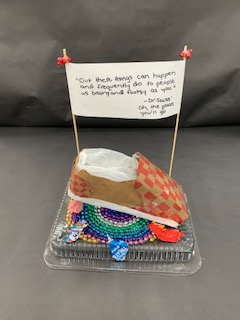 "Out there things can happen
and frequently do to people
as brainy and footsy as you."
-Dr. Seuss
Oh, the places
you'll go